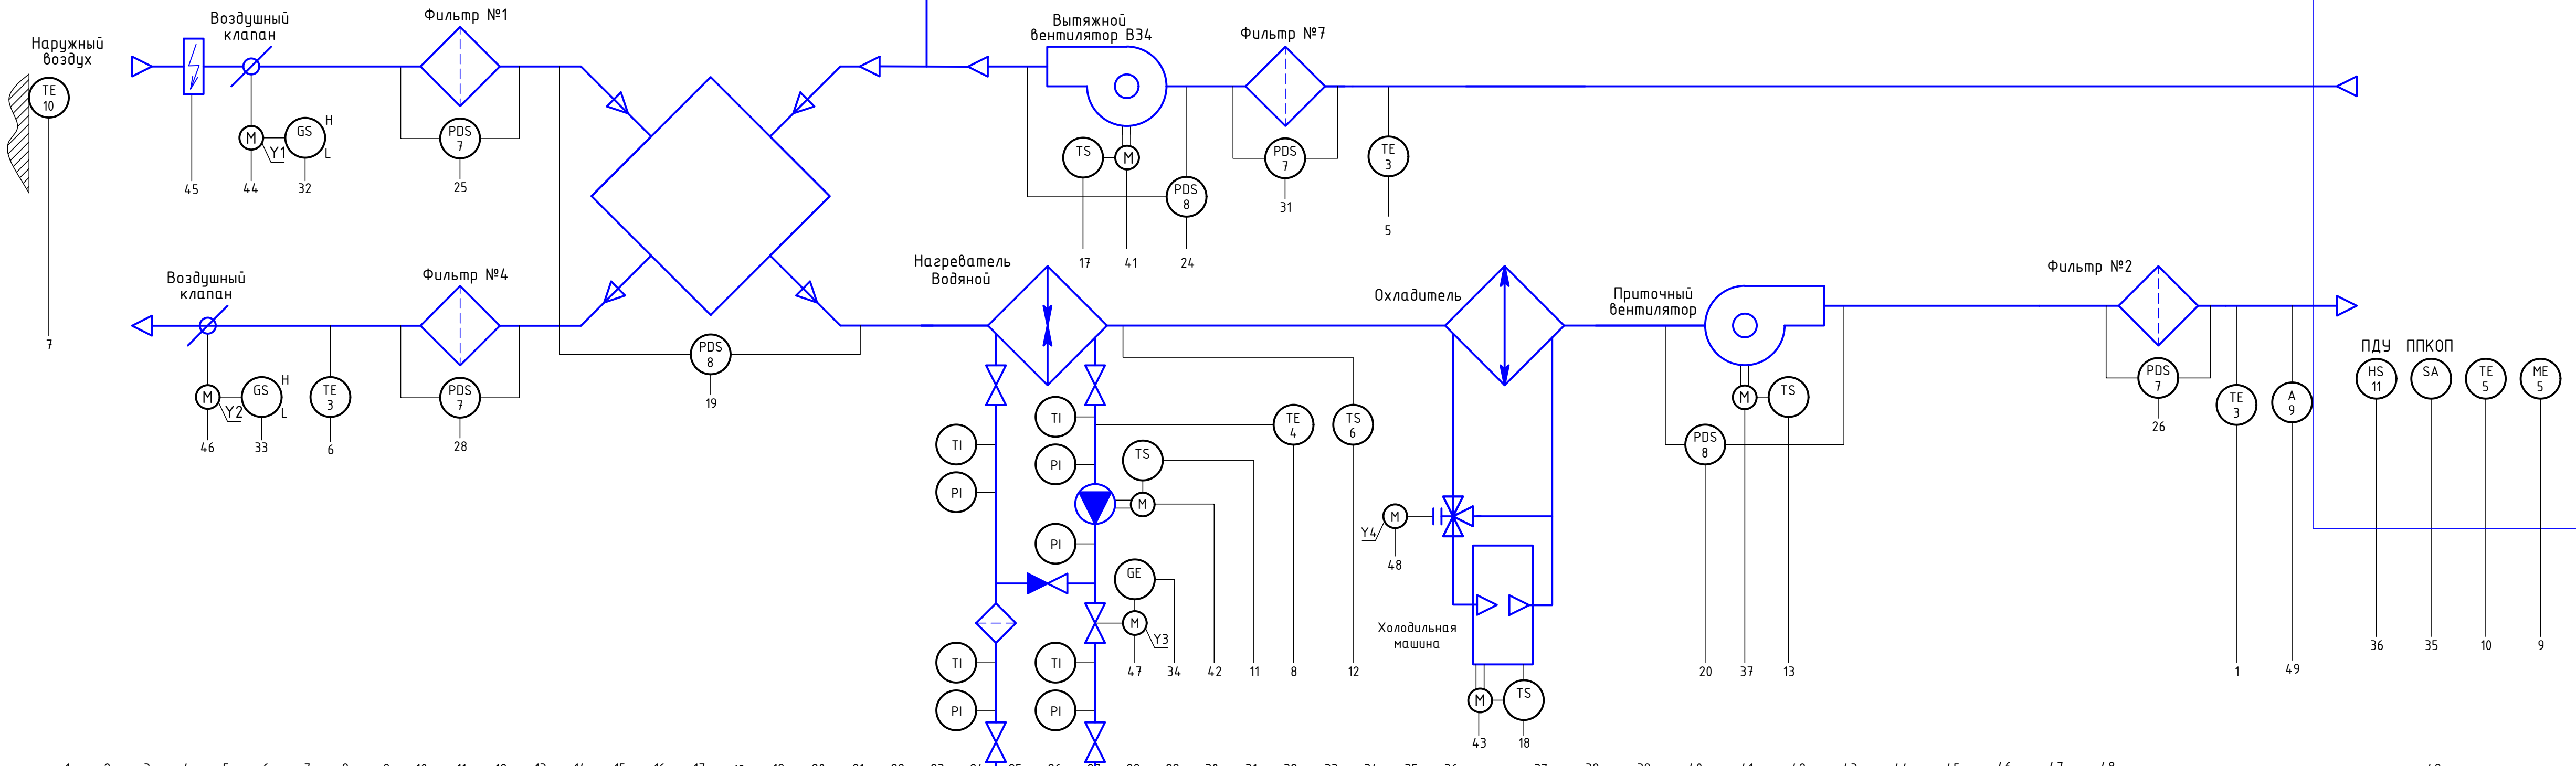 Наружный
воздух
TE
10
7
45
Воздушный
клапан
M
Y1
GS
H
L
44
32
Фильтр №1
PDS
7
25
Вытяжной
вентилятор В34
TS
M
PDS
8
17
41
24
Фильтр №7
PDS
7
31
TE
3
5
Воздушный
клапан
M
Y2
GS
H
L
46
33
TE
3
6
Фильтр №4
PDS
7
28
PDS
8
19
Нагреватель
Водяной
TI
PI
TI
PI
TI
PI
TS
M
PI
GE
M
Y3
TI
PI
TE
4
TS
6
47
34
42
11
8
12
Охладитель
M
Y4
48
Холодильная
машина
M
TS
43
18
Приточный
вентилятор
M
TS
PDS
8
20
37
13
Фильтр №2
PDS
7
26
TE
3
1
A
9
49
ПДУ
HS
11
36
ППКОП
SA
35
TE
5
10
ME
5
9